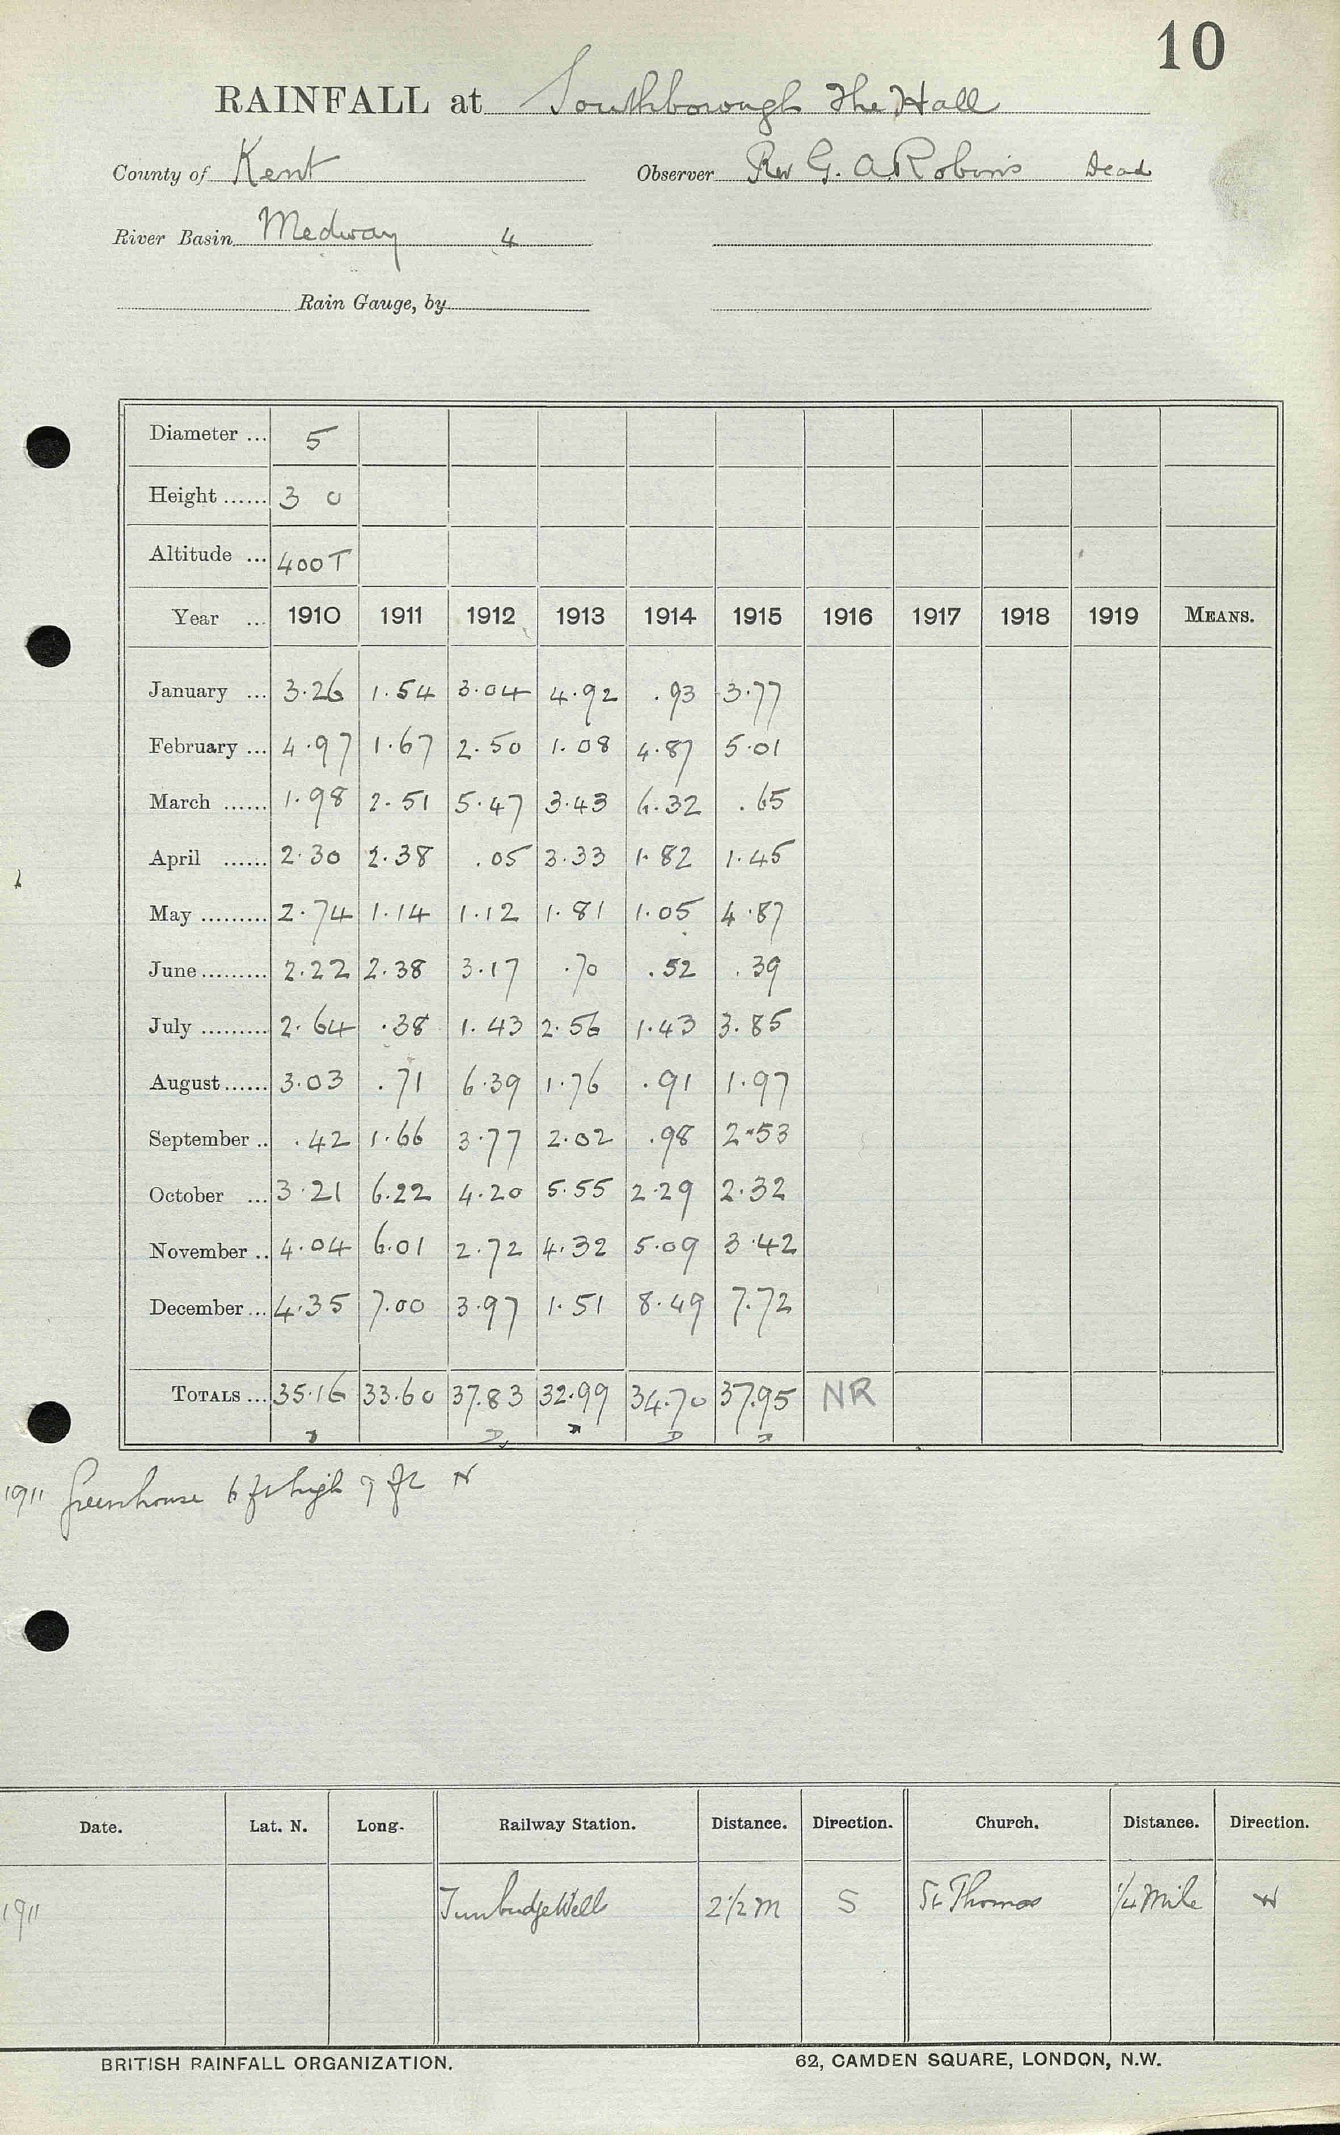 10
RAINFALL at Southborough The Hall
County of Kent Observer Rev G. A. Robins Dead
River Basin Medway 4
Rain Gauge, by
Diameter ... 5
Height ...... 3 0
Altitude ... 400 T
Year ... 1910 1911 1912 1913 1914 1915 1916 1917 1918 1919 MEANS.
January ... 3.26 1.54 3.04 4.92 .93 3.77
February ... 4.97 1.67 2.50 1.08 4.87 5.01
March ...... 1.98 2.51 5.47 3.43 6.32 .65
April ...... 2.30 2.38 .05 3.33 1.82 1.45
May ......... 2.74 1.14 1.12 1.81 1.05 4.87
June ......... 2.22 2.38 3.17 .70 .52 .39
July ......... 2.64 .38 1.43 2.56 1.43 3.85
August ...... 3.03 .71 6.39 1.76 .91 1.97
September .. .42 1.66 3.77 2.02 .98 2.53
October ... 3.21 6.22 4.20 5.55 2.29 2.32
November .. 4.04 6.01 2.72 4.32 5.09 3.42
December ... 4.35 7.00 3.97 1.51 8.49 7.72
TOTALS ... 35.16 33.60 37.83 32.99 34.70 37.95 NR
1911 Greenhouse 6 ft high 7 ft N
Date. Lat. N. Long. Railway Station. Distance. Direction. Church. Distance. Direction.
1911 Tunbridge Wells 2 1/2 m S St Thomas 1/4 Mile
BRITISH RAINFALL ORGANIZATION. 62, CAMDEN SQUARE, LONDON, N.W.